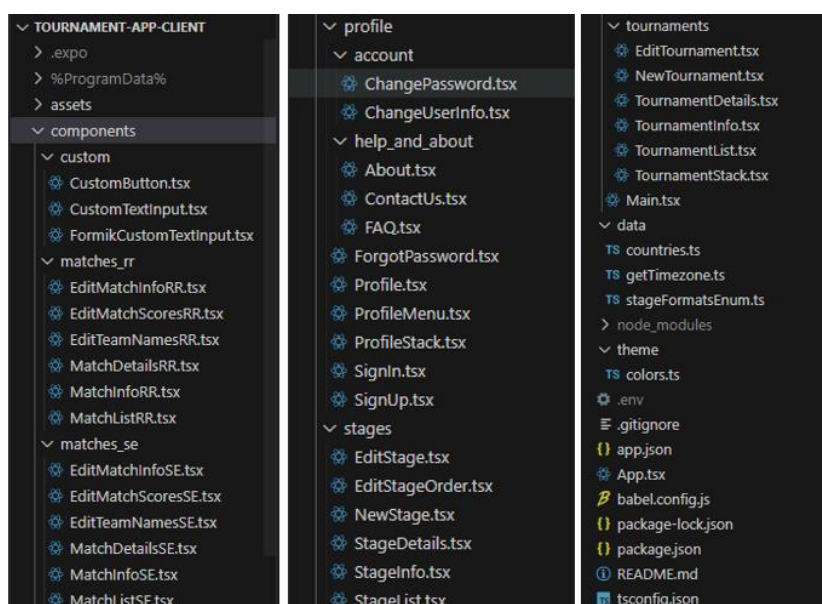 TOURNAMENT-APP-CLIENT
.expo
%ProgramData%
assets
components
custom
CustomButton.tsx
CustomTextInput.tsx
FormikCustomTextInput.tsx
matches_rr
EditMatchInfoRR.tsx
EditMatchScoresRR.tsx
EditTeamNamesRR.tsx
MatchDetailsRR.tsx
MatchInfoRR.tsx
MatchListRR.tsx
matches_se
EditMatchInfoSE.tsx
EditMatchScoresSE.tsx
EditTeamNamesSE.tsx
MatchDetailsSE.tsx
MatchInfoSE.tsx
MatchListSE.tsx
profile
account
ChangePassword.tsx
ChangeUserInfo.tsx
help_and_about
About.tsx
ContactUs.tsx
FAQ.tsx
ForgotPassword.tsx
Profile.tsx
ProfileMenu.tsx
ProfileStack.tsx
SignIn.tsx
SignUp.tsx
stages
EditStage.tsx
EditStageOrder.tsx
NewStage.tsx
StageDetails.tsx
StageInfo.tsx
StageList.tsx
tournaments
EditTournament.tsx
NewTournament.tsx
TournamentDetails.tsx
TournamentInfo.tsx
TournamentList.tsx
TournamentStack.tsx
Main.tsx
data
TS countries.ts
TS getTimezone.ts
TS stageFormatsEnum.ts
node_modules
theme
TS colors.ts
.env
.gitignore
{} app.json
App.tsx
babel.config.js
{} package-lock.json
{} package.json
README.md
TS tsconfig.json